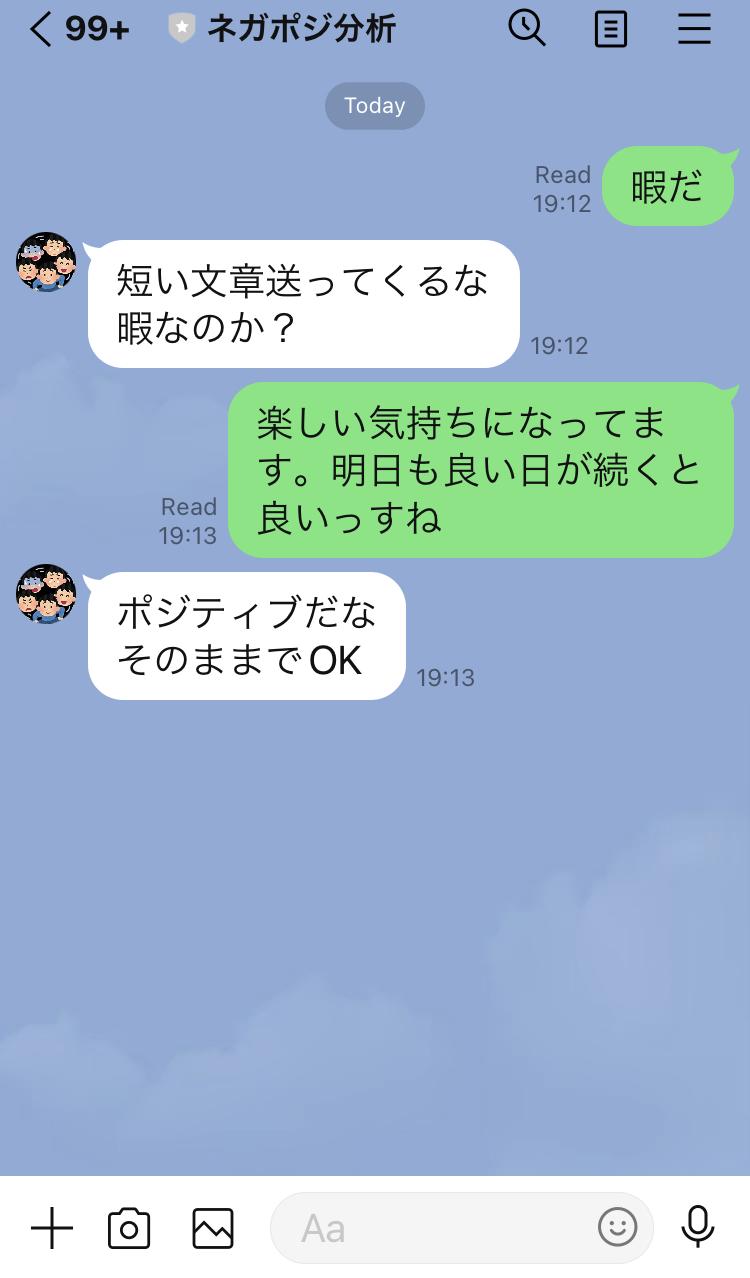 99+ ネガポジ分析
Today
Read
19:12
暇だ
短い文章送ってくるな
暇なのか？
19:12
楽しい気持ちになってま
す。明日も良い日が続くと
良いっすね
Read
19:13
ポジティブだな
そのままでOK
19:13
Aa